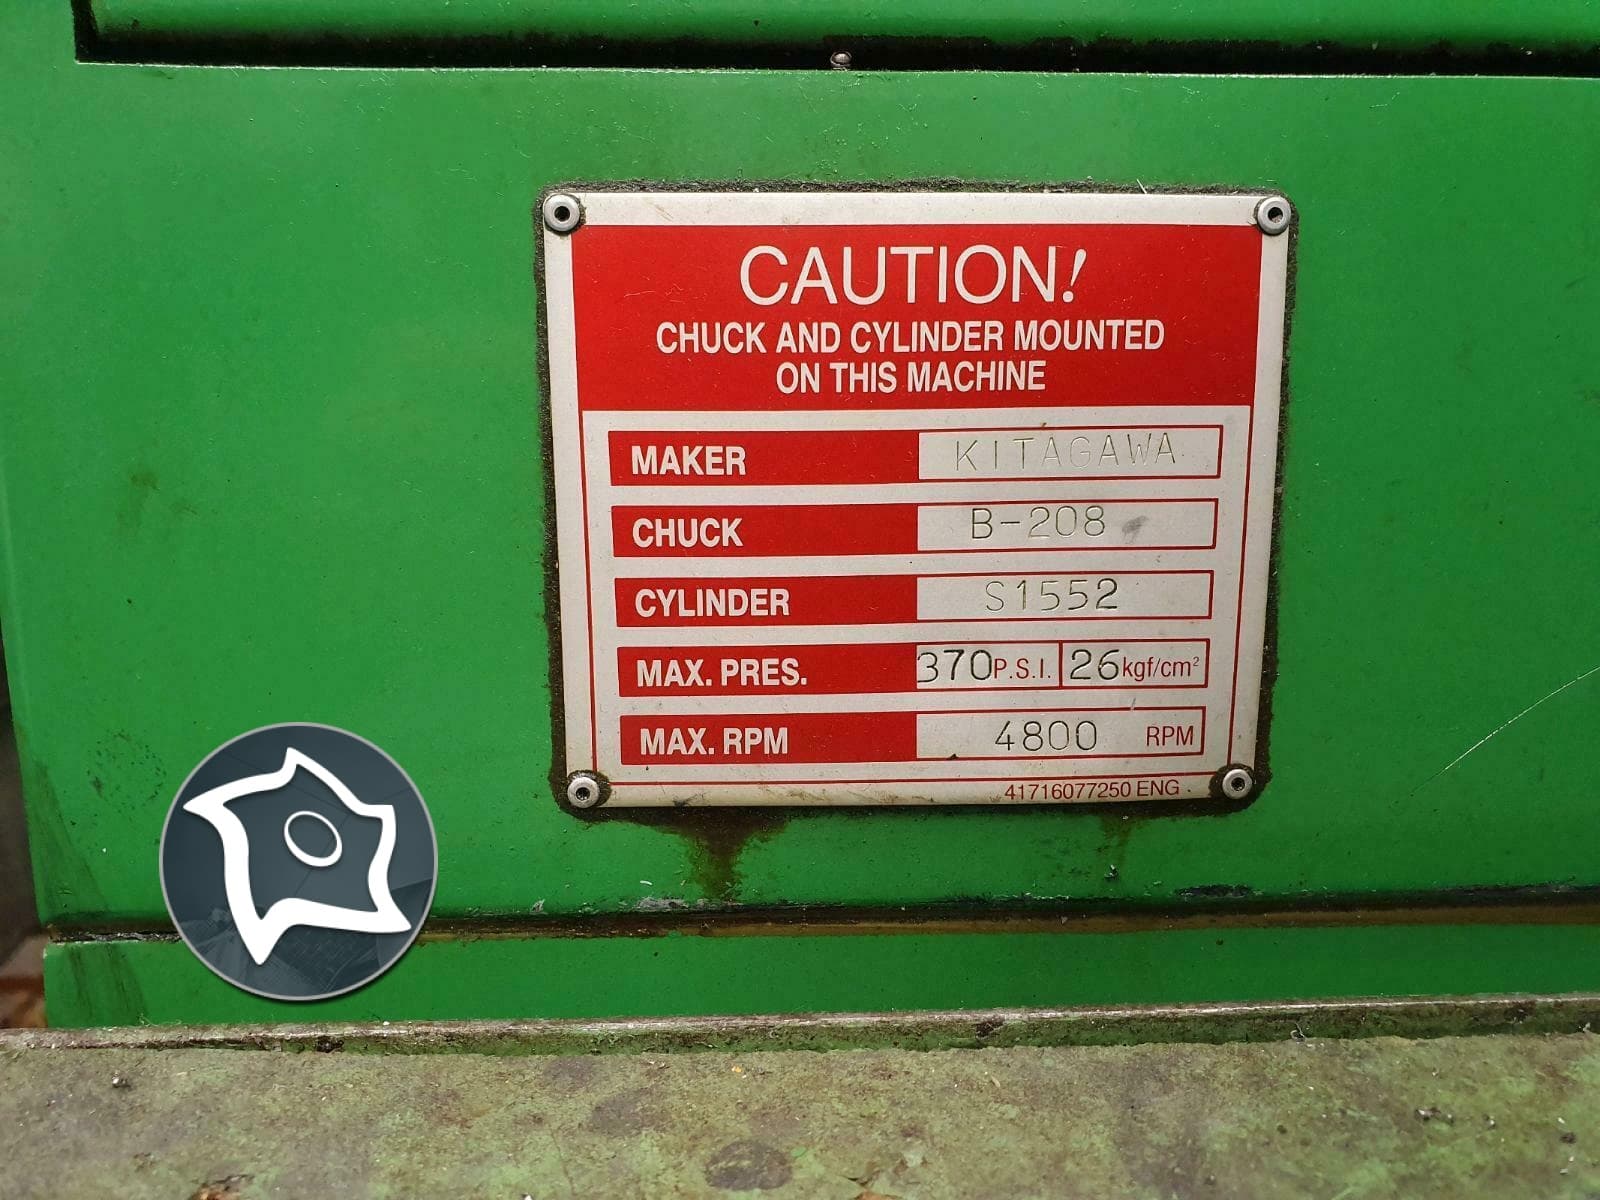 CAUTION!
CHUCK AND CYLINDER MOUNTED
ON THIS MACHINE
MAKER KITAGAWA
CHUCK B-208
CYLINDER S1552
MAX. PRES. 370 P.S.I. 26 kgf/cm²
MAX. RPM 4800 RPM
41716077250 ENG.